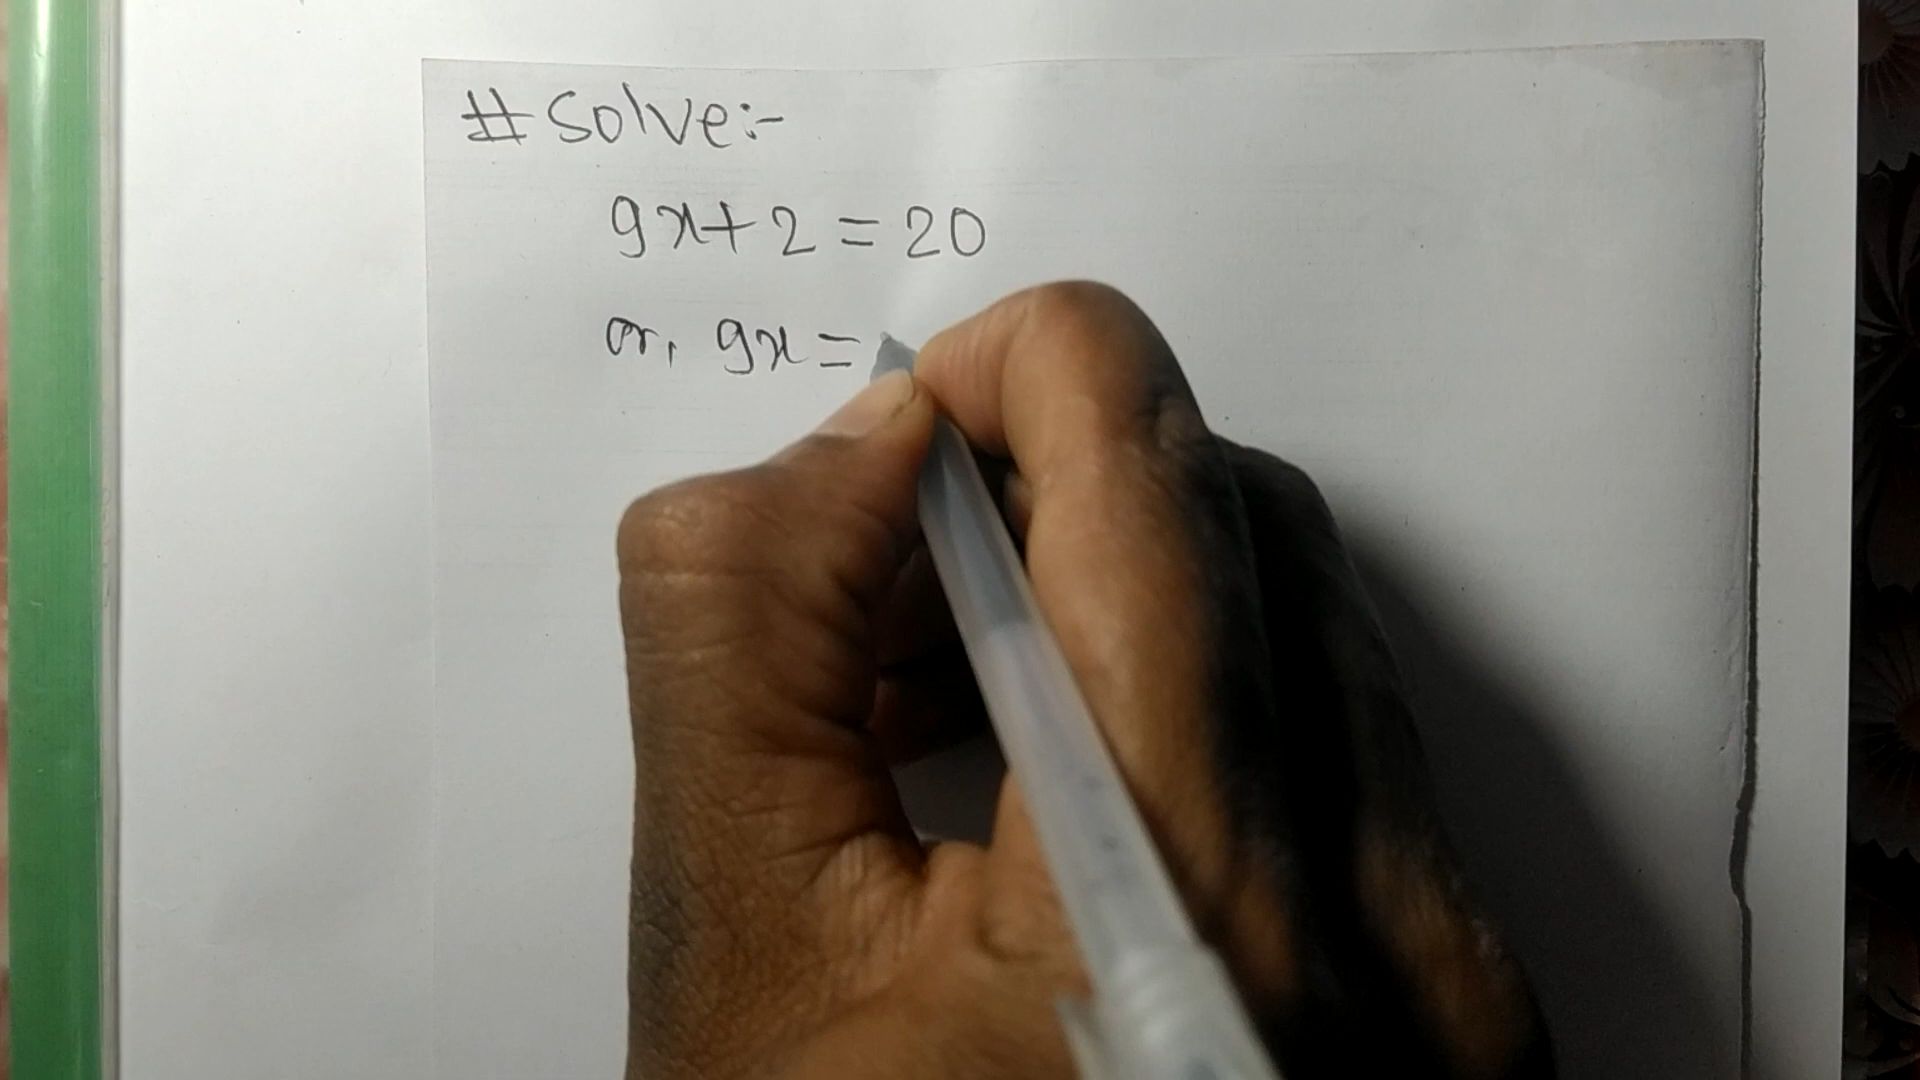 # Solve:-
9x+2=20
or, 9x=